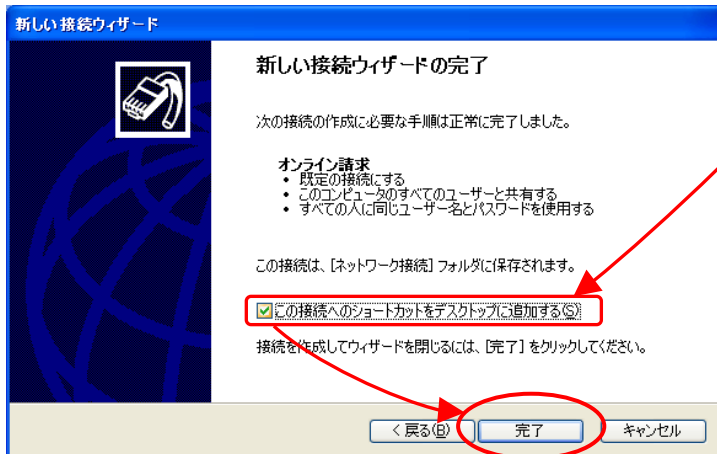 新しい接続ウィザード
新しい接続ウィザードの完了
次の接続の作成に必要な手順は正常に完了しました。
オンライン請求
• 既定の接続にする
• このコンピュータのすべてのユーザーと共有する
• すべての人に同じユーザー名とパスワードを使用する
この接続は、[ネットワーク接続] フォルダに保存されます。
この接続へのショートカットをデスクトップに追加する(S)
接続を作成してウィザードを閉じるには、[完了] をクリックしてください。
< 戻る(B) 完了 キャンセル